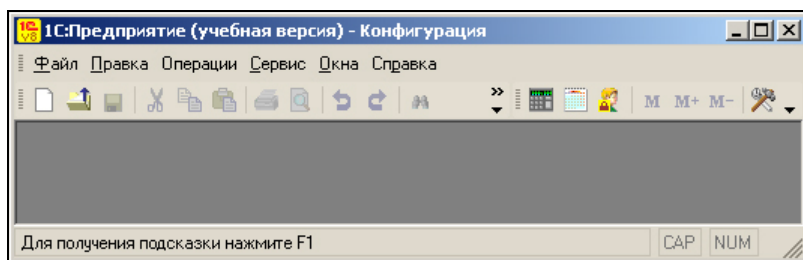 1С:Предприятие (учебная версия) - Конфигурация
Файл Правка Операции Сервис Окна Справка
M M+ M-
Для получения подсказки нажмите F1 CAP NUM